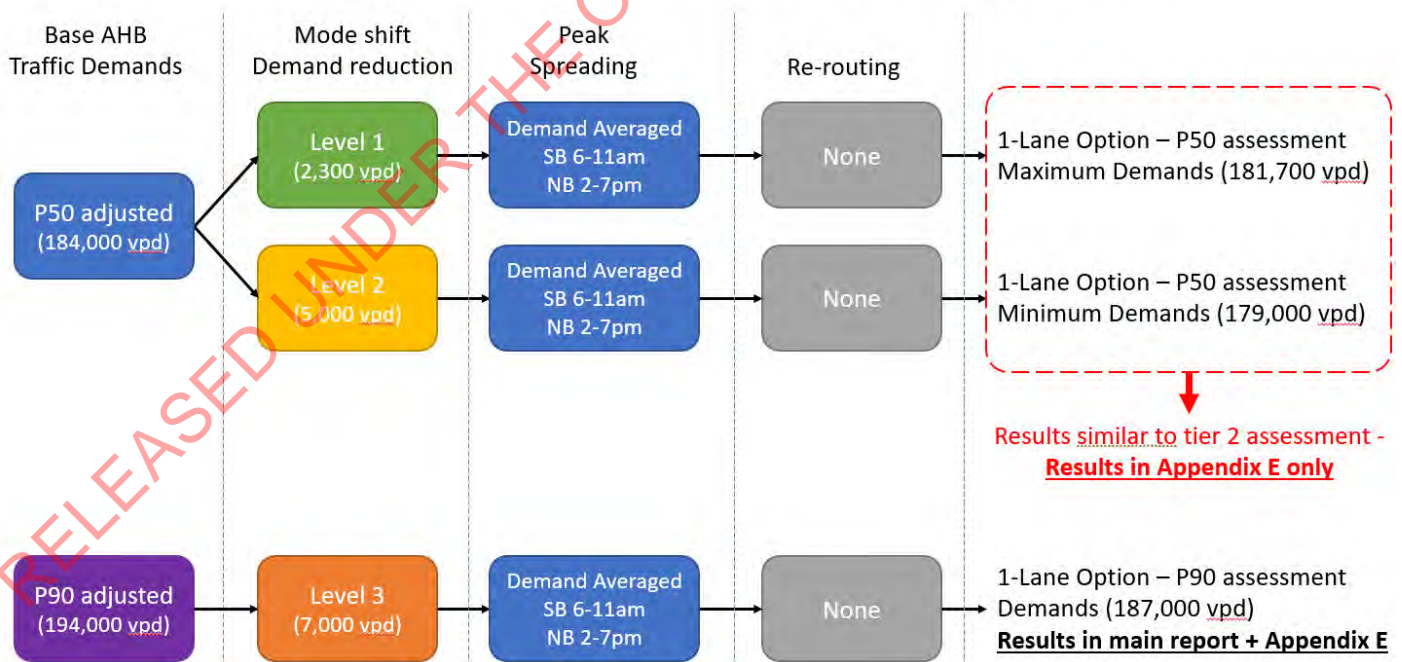 Base AHB
Traffic Demands
Mode shift
Demand reduction
Peak
Spreading
Re-routing
P50 adjusted
(184,000 vpd)
Level 1
(2,300 vpd)
Demand Averaged
SB 6-11am
NB 2-7pm
None
1-Lane Option – P50 assessment
Maximum Demands (181,700 vpd)
Level 2
(5,000 vpd)
Demand Averaged
SB 6-11am
NB 2-7pm
None
1-Lane Option – P50 assessment
Minimum Demands (179,000 vpd)
Results similar to tier 2 assessment -
Results in Appendix E only
P90 adjusted
(194,000 vpd)
Level 3
(7,000 vpd)
Demand Averaged
SB 6-11am
NB 2-7pm
None
1-Lane Option – P90 assessment
Demands (187,000 vpd)
Results in main report + Appendix E
RELEASED UNDER THE